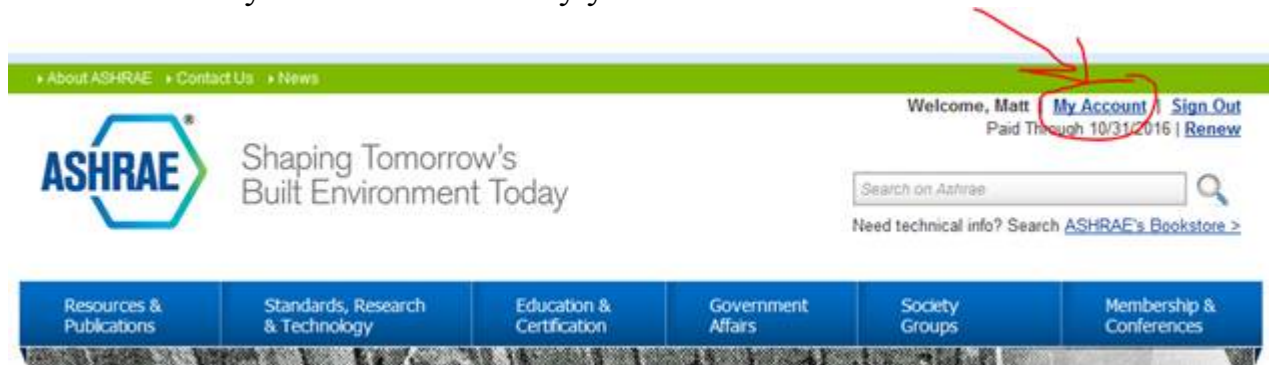 About ASHRAE Contact Us News
Welcome, Matt | My Account | Sign Out
Paid Through 10/31/2016 | Renew
ASHRAE®
Shaping Tomorrow's
Built Environment Today
Search on Ashrae
Need technical info? Search ASHRAE's Bookstore >
Resources &
Publications
Standards, Research
& Technology
Education &
Certification
Government
Affairs
Society
Groups
Membership &
Conferences